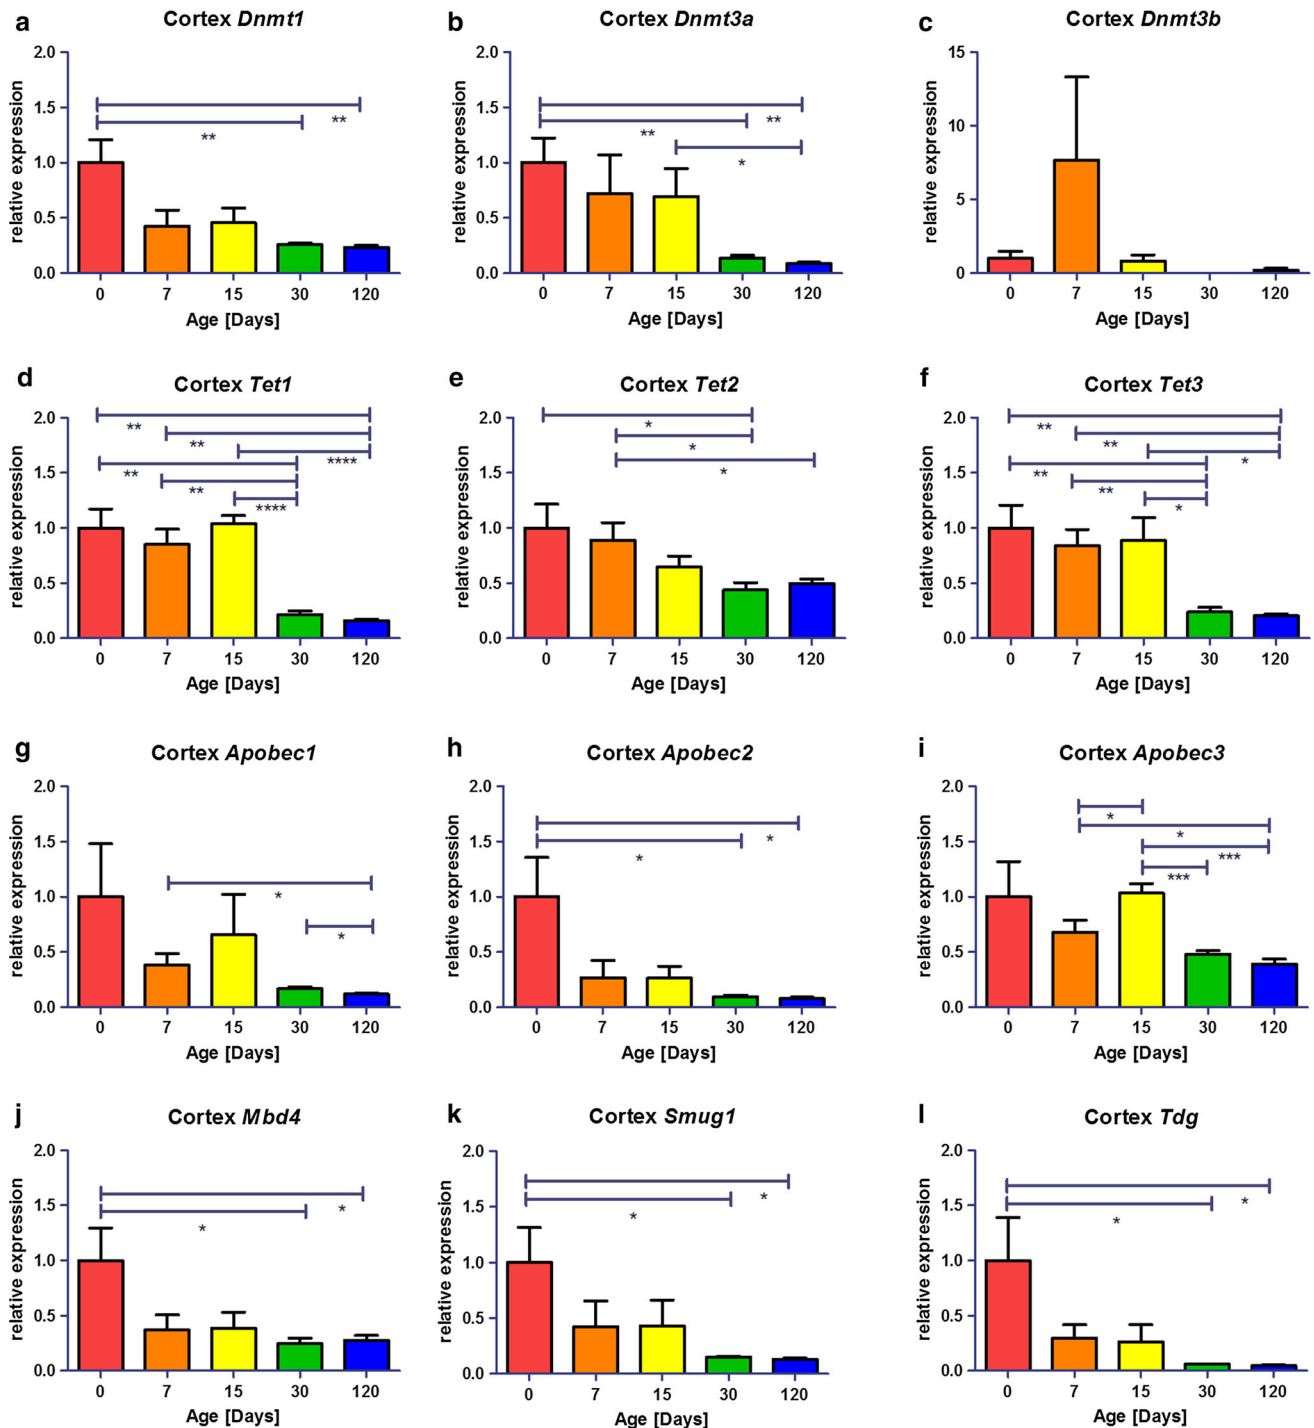 a Cortex Dnmt1
2.0
1.5
1.0
0.5
0.0
relative expression
**
**
0 7 15 30 120
Age [Days]
b Cortex Dnmt3a
2.0
1.5
1.0
0.5
0.0
relative expression
** **
*
0 7 15 30 120
Age [Days]
c Cortex Dnmt3b
15
10
5
0
relative expression
0 7 15 30 120
Age [Days]
d Cortex Tet1
2.0
1.5
1.0
0.5
0.0
relative expression
**
**
****
**
**
****
0 7 15 30 120
Age [Days]
e Cortex Tet2
2.0
1.5
1.0
0.5
0.0
relative expression
*
*
*
0 7 15 30 120
Age [Days]
f Cortex Tet3
2.0
1.5
1.0
0.5
0.0
relative expression
**
**
*
**
**
*
0 7 15 30 120
Age [Days]
g Cortex Apobec1
2.0
1.5
1.0
0.5
0.0
relative expression
*
*
0 7 15 30 120
Age [Days]
h Cortex Apobec2
2.0
1.5
1.0
0.5
0.0
relative expression
*
*
0 7 15 30 120
Age [Days]
i Cortex Apobec3
2.0
1.5
1.0
0.5
0.0
relative expression
*
*
***
***
0 7 15 30 120
Age [Days]
j Cortex Mbd4
2.0
1.5
1.0
0.5
0.0
relative expression
*
*
0 7 15 30 120
Age [Days]
k Cortex Smug1
2.0
1.5
1.0
0.5
0.0
relative expression
*
*
0 7 15 30 120
Age [Days]
l Cortex Tdg
2.0
1.5
1.0
0.5
0.0
relative expression
*
*
0 7 15 30 120
Age [Days]